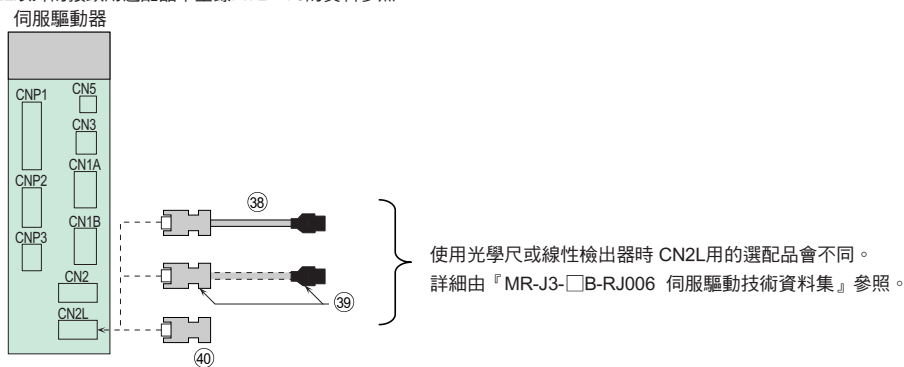 伺服驅動器
CNP1
CN5
CN3
CN1A
CNP2
CNP3
CN1B
CN2
CN2L
㊳
㊴
㊵
使用光學尺或線性檢出器時 CN2L用的選配品會不同。
詳細由『MR-J3-□B-RJ006 伺服驅動技術資料集』參照。